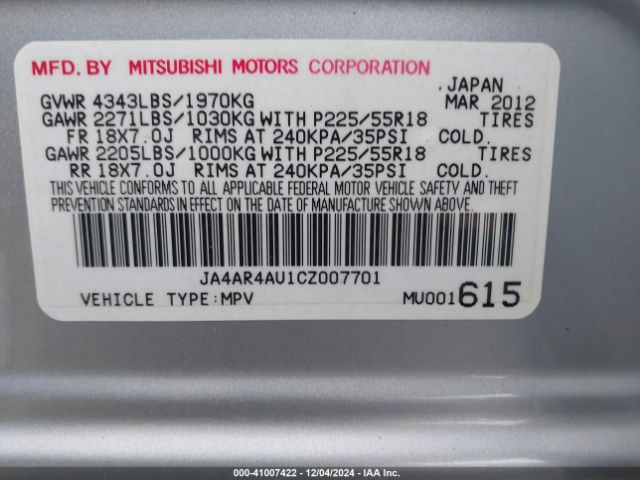 MFD. BY MITSUBISHI MOTORS CORPORATION
JAPAN
GVWR 4343LBS/1970KG MAR 2012
GAWR 2271LBS/1030KG WITH P225/55R18 TIRES
FR 18X7.0J RIMS AT 240KPA/35PSI COLD.
GAWR 2205LBS/1000KG WITH P225/55R18 TIRES
RR 18X7.0J RIMS AT 240KPA/35PSI COLD.
THIS VEHICLE CONFORMS TO ALL APPLICABLE FEDERAL MOTOR VEHICLE SAFETY AND THEFT
PREVENTION STANDARDS IN EFFECT ON THE DATE OF MANUFACTURE SHOWN ABOVE.
JA4AR4AU1CZ007701
VEHICLE TYPE:MPV MU001615
000-41007422 - 12/04/2024 - IAA Inc.